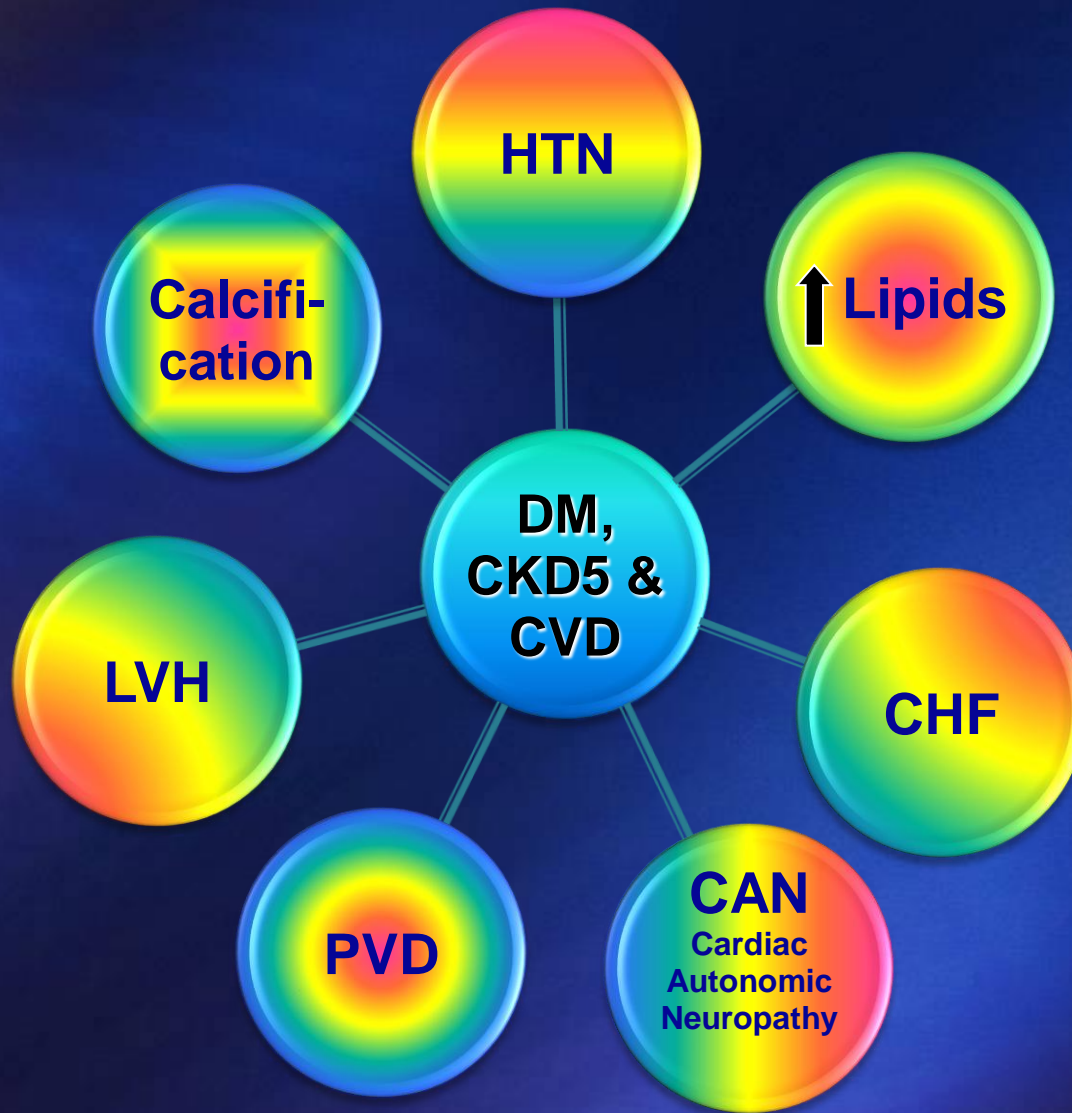 HTN
Lipids
Calcifi-
cation
DM,
CKD5 &
CVD
LVH
CHF
PVD
CAN
Cardiac
Autonomic
Neuropathy